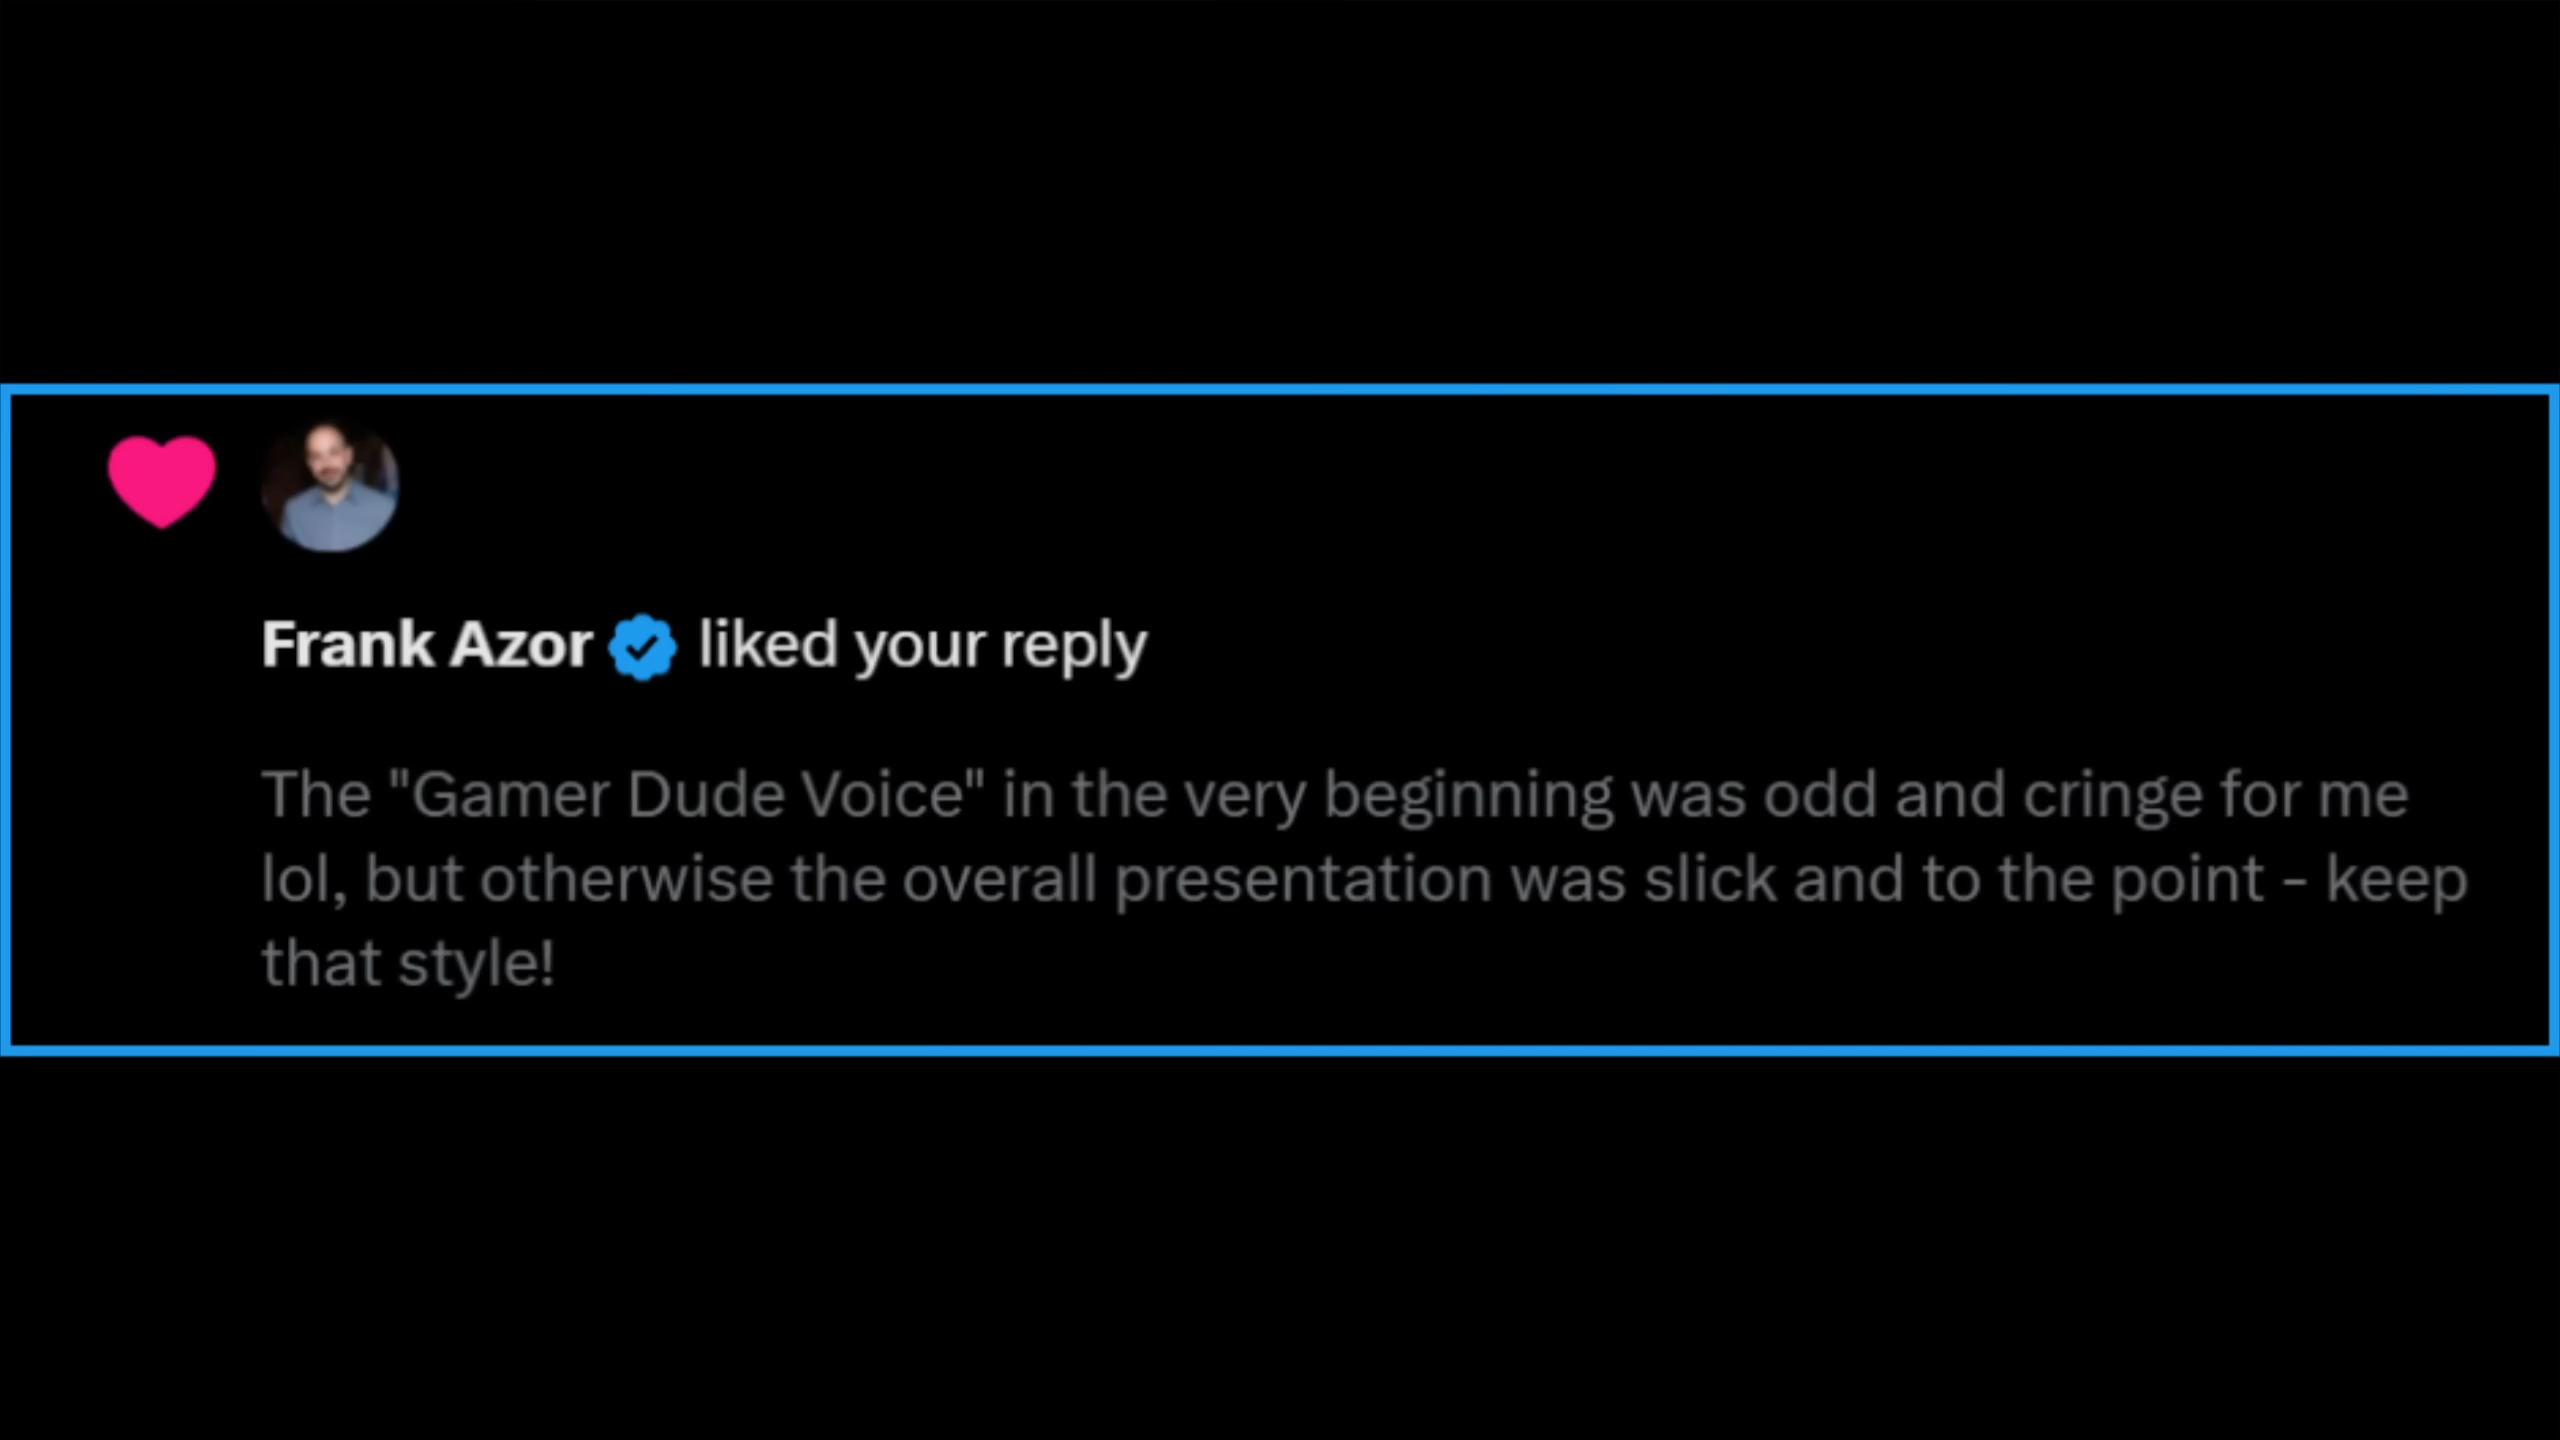 Frank Azor liked your reply
The "Gamer Dude Voice" in the very beginning was odd and cringe for me
lol, but otherwise the overall presentation was slick and to the point - keep
that style!